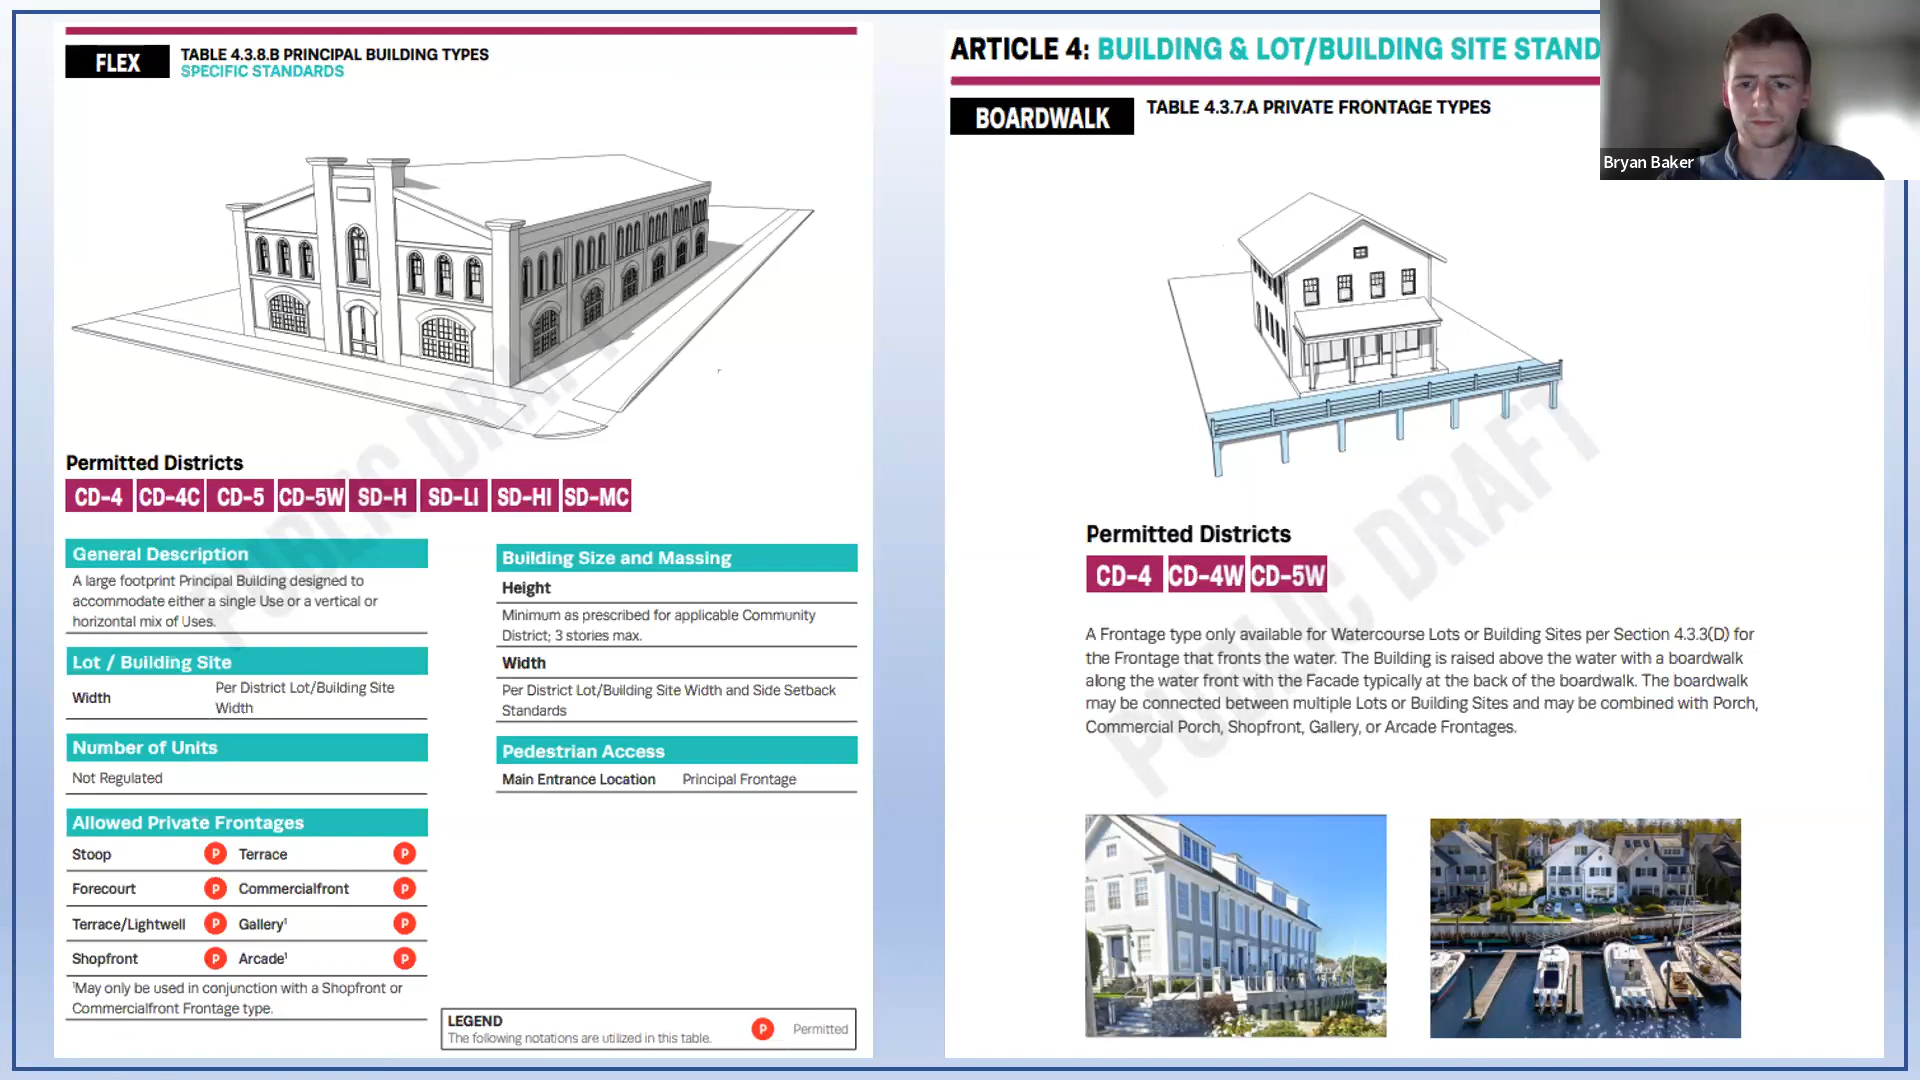 FLEX
TABLE 4.3.8.B PRINCIPAL BUILDING TYPES
SPECIFIC STANDARDS
PUBLIC DRAFT
Permitted Districts
CD-4 CD-4C CD-5 CD-5W SD-H SD-LI SD-HI SD-MC
General Description
A large footprint Principal Building designed to
accommodate either a single Use or a vertical or
horizontal mix of Uses.
Lot / Building Site
Width
Per District Lot/Building Site
Width
Number of Units
Not Regulated
Allowed Private Frontages
Stoop P Terrace P
Forecourt P Commercialfront P
Terrace/Lightwell P Gallery¹ P
Shopfront P Arcade¹ P
¹May only be used in conjunction with a Shopfront or
Commercialfront Frontage type.
Building Size and Massing
Height
Minimum as prescribed for applicable Community
District; 3 stories max.
Width
Per District Lot/Building Site Width and Side Setback
Standards
Pedestrian Access
Main Entrance Location Principal Frontage
LEGEND
The following notations are utilized in this table.
P Permitted
ARTICLE 4: BUILDING & LOT/BUILDING SITE STAND
BOARDWALK
TABLE 4.3.7.A PRIVATE FRONTAGE TYPES
PUBLIC DRAFT
Permitted Districts
CD-4 CD-4W CD-5W
A Frontage type only available for Watercourse Lots or Building Sites per Section 4.3.3(D) for
the Frontage that fronts the water. The Building is raised above the water with a boardwalk
along the water front with the Facade typically at the back of the boardwalk. The boardwalk
may be connected between multiple Lots or Building Sites and may be combined with Porch,
Commercial Porch, Shopfront, Gallery, or Arcade Frontages.
Bryan Baker